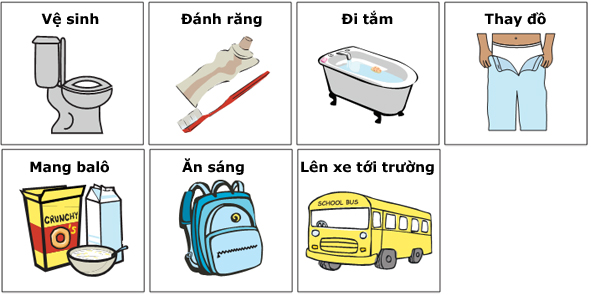 Vệ sinh
Đánh răng
Đi tắm
Thay đồ
Mang balô
Ăn sáng
Lên xe tới trường
CRUNCHY
O's
SCHOOL BUS